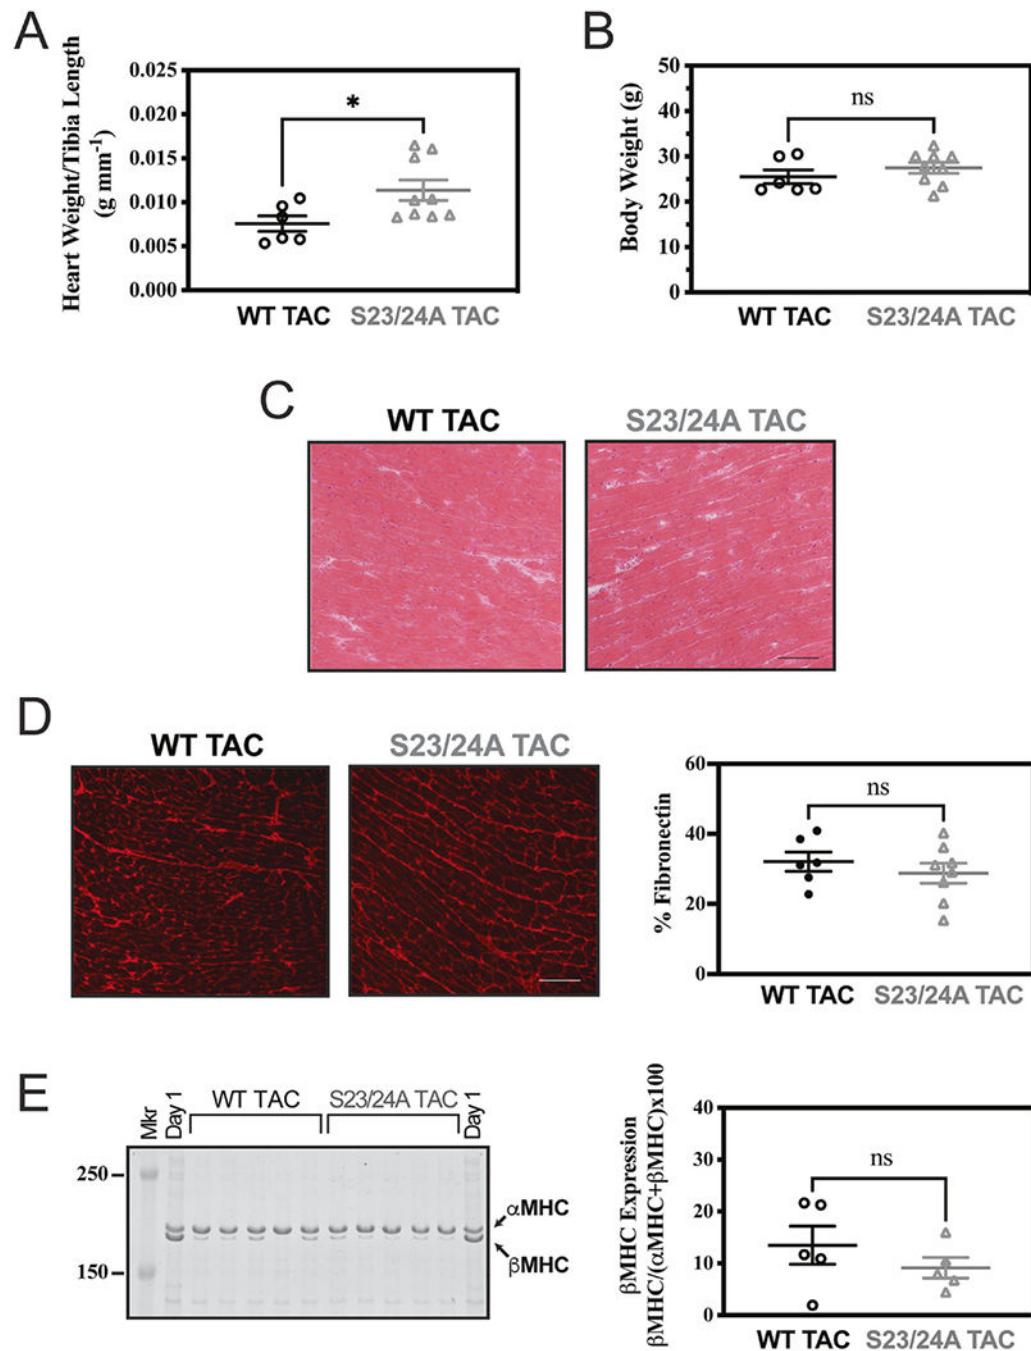 A
Heart Weight/Tibia Length
(g mm⁻¹)
0.025
0.020
0.015
0.010
0.005
0.000
*
WT TAC S23/24A TAC
B
Body Weight (g)
50
40
30
20
10
0
ns
WT TAC S23/24A TAC
C
WT TAC S23/24A TAC
D
WT TAC S23/24A TAC
% Fibronectin
60
40
20
0
ns
WT TAC S23/24A TAC
E
Mkr
Day 1
WT TAC
S23/24A TAC
Day 1
250
150
αMHC
βMHC
βMHC Expression
βMHC/(αMHC+βMHC)x100
40
30
20
10
0
ns
WT TAC S23/24A TAC